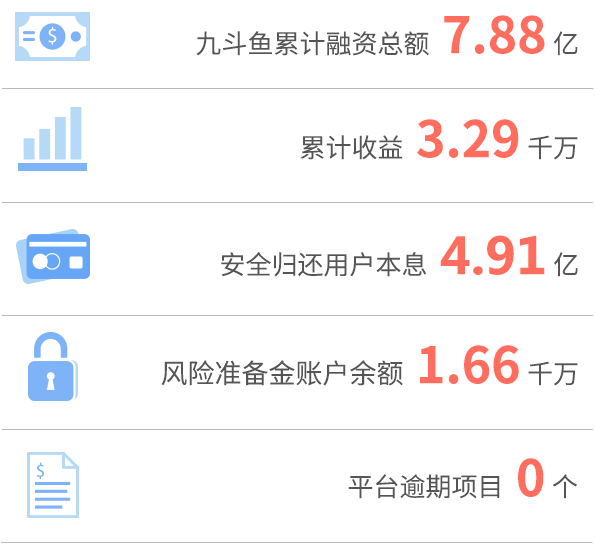 $ 九斗鱼累计融资总额 7.88 亿
累计收益 3.29 千万
安全归还用户本息 4.91 亿
风险准备金账户余额 1.66 千万
$ 平台逾期项目 0 个